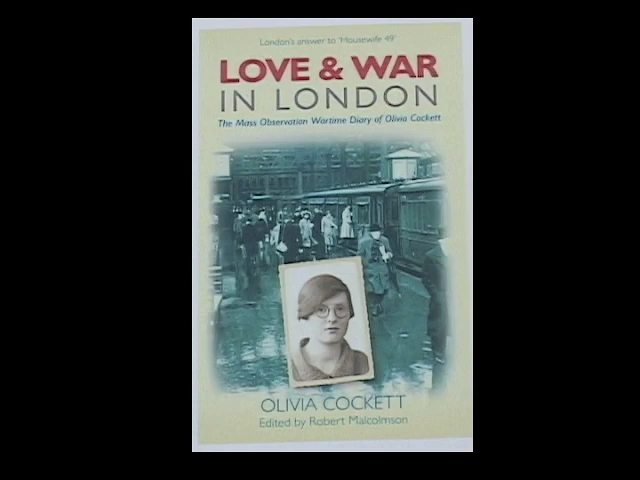 London's answer to 'Housewife 49'
LOVE & WAR
IN LONDON
The Mass Observation Wartime Diary of Olivia Cockett
OLIVIA COCKETT
Edited by Robert Malcolmson